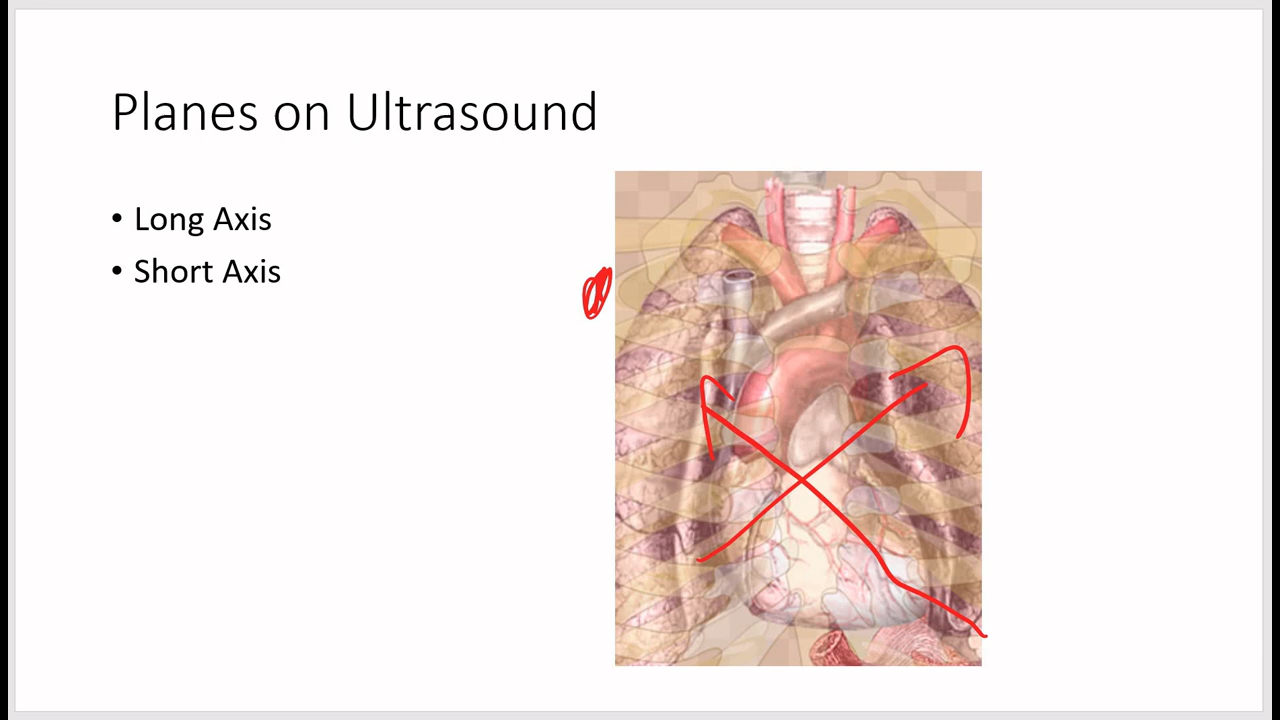 Planes on Ultrasound
• Long Axis
• Short Axis